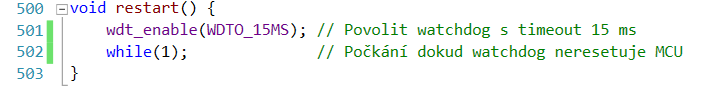 500 void restart() {
501 wdt_enable(WDTO_15MS); // Povolit watchdog s timeout 15 ms
502 while(1); // Počkání dokud watchdog neresetuje MCU
503 }